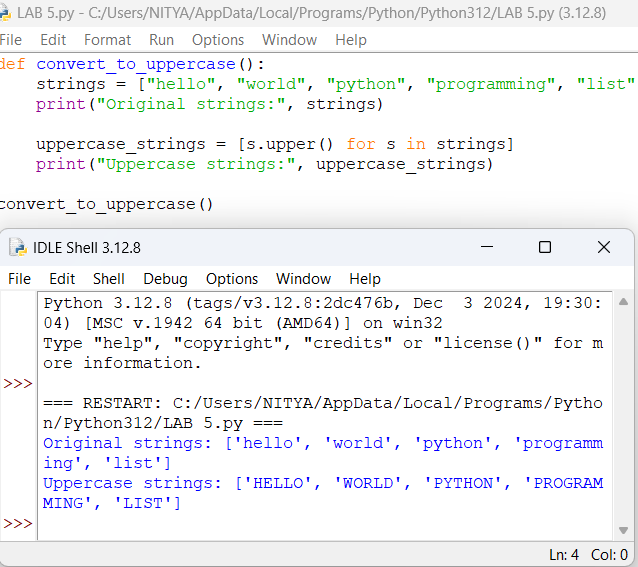 LAB 5.py - C:/Users/NITYA/AppData/Local/Programs/Python/Python312/LAB 5.py (3.12.8)
File Edit Format Run Options Window Help
def convert_to_uppercase():
    strings = ["hello", "world", "python", "programming", "list"
    print("Original strings:", strings)

    uppercase_strings = [s.upper() for s in strings]
    print("Uppercase strings:", uppercase_strings)

convert_to_uppercase()
IDLE Shell 3.12.8
File Edit Shell Debug Options Window Help
Python 3.12.8 (tags/v3.12.8:2dc476b, Dec  3 2024, 19:30:
04) [MSC v.1942 64 bit (AMD64)] on win32
Type "help", "copyright", "credits" or "license()" for m
ore information.
>>>
=== RESTART: C:/Users/NITYA/AppData/Local/Programs/Pytho
n/Python312/LAB 5.py ===
Original strings: ['hello', 'world', 'python', 'programm
ing', 'list']
Uppercase strings: ['HELLO', 'WORLD', 'PYTHON', 'PROGRAM
MING', 'LIST']
>>>
Ln: 4 Col: 0